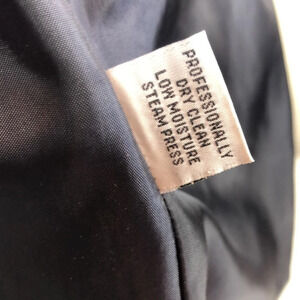 PROFESSIONALLY
DRY CLEAN
LOW MOISTURE
STEAM PRESS